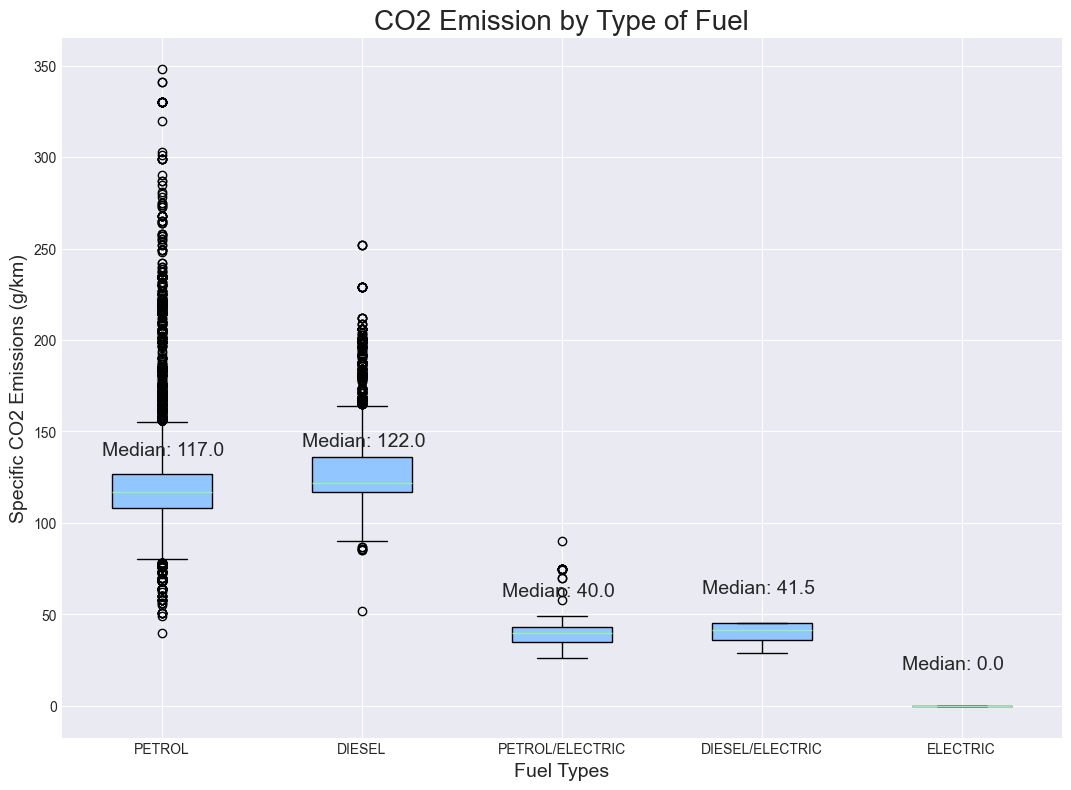 CO2 Emission by Type of Fuel
Specific CO2 Emissions (g/km)
350
300
250
200
150
100
50
0
Median: 117.0
Median: 122.0
Median: 40.0
Median: 41.5
Median: 0.0
PETROL
DIESEL
PETROL/ELECTRIC
DIESEL/ELECTRIC
ELECTRIC
Fuel Types